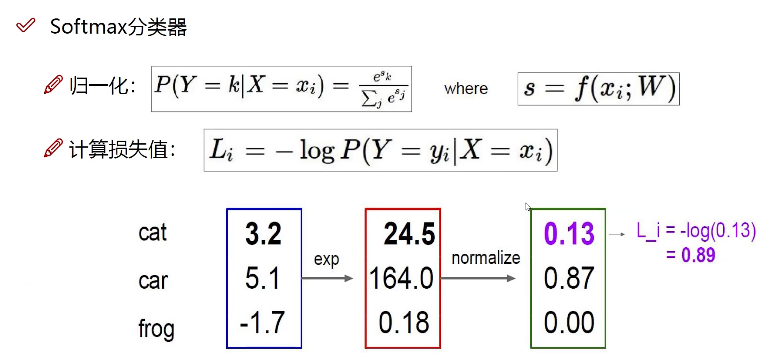 Softmax分类器
归一化： P(Y = k|X = x_i) = \frac{e^{s_k}}{\sum_j e^{s_j}} where s = f(x_i; W)
计算损失值： L_i = − log P(Y = y_i|X = x_i)
cat 3.2 24.5 0.13 L_i = -log(0.13)
exp normalize = 0.89
car 5.1 164.0 0.87
frog -1.7 0.18 0.00